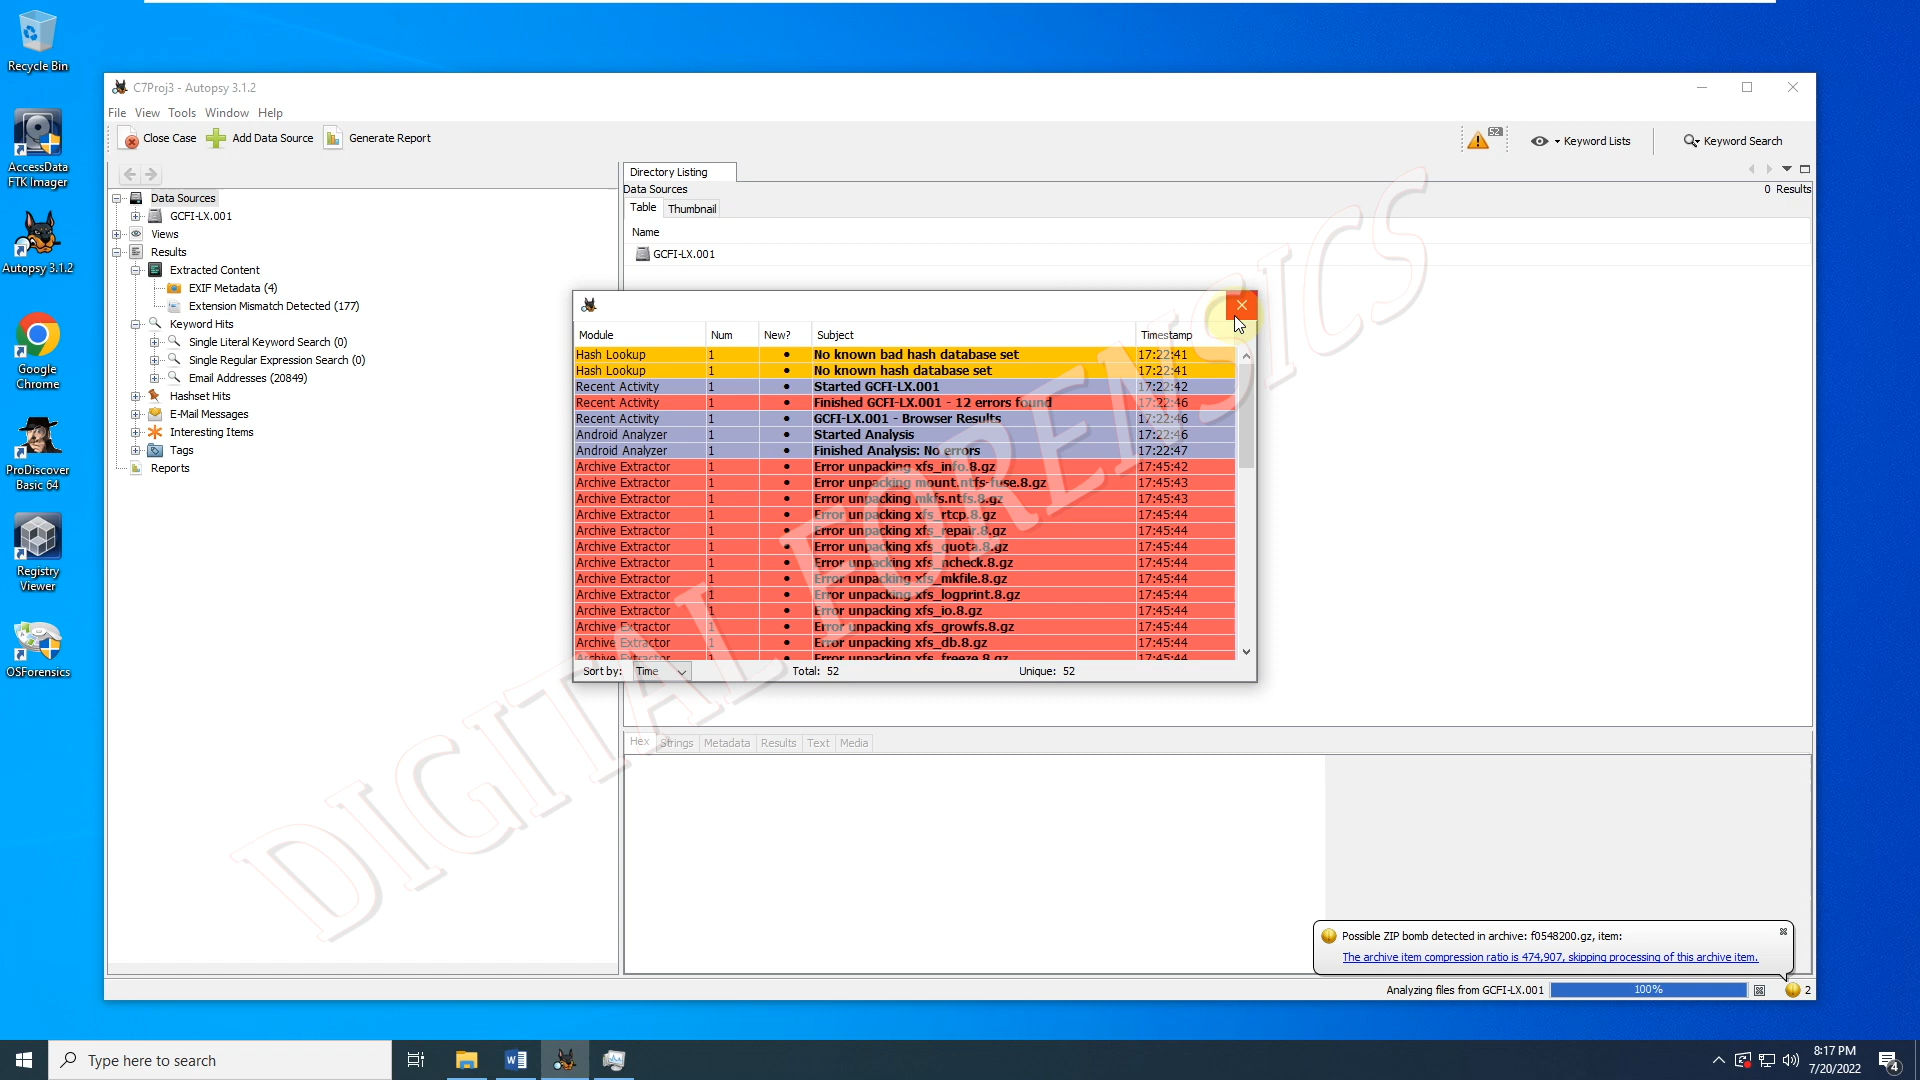 Recycle Bin
AccessData
FTK Imager
Autopsy 3.1.2
Google
Chrome
ProDiscover
Basic 64
Registry
Viewer
OSForensics
C7Proj3 - Autopsy 3.1.2
File View Tools Window Help
Close Case Add Data Source Generate Report
52 Keyword Lists Keyword Search
Data Sources
GCFI-LX.001
Views
Results
Extracted Content
EXIF Metadata (4)
Extension Mismatch Detected (177)
Keyword Hits
Single Literal Keyword Search (0)
Single Regular Expression Search (0)
Email Addresses (20849)
Hashset Hits
E-Mail Messages
Interesting Items
Tags
Reports
Directory Listing
Data Sources 0 Results
Table Thumbnail
Name
GCFI-LX.001
Module Num New? Subject Timestamp
Hash Lookup 1 • No known bad hash database set 17:22:41
Hash Lookup 1 • No known hash database set 17:22:41
Recent Activity 1 • Started GCFI-LX.001 17:22:42
Recent Activity 1 • Finished GCFI-LX.001 - 12 errors found 17:22:46
Recent Activity 1 • GCFI-LX.001 - Browser Results 17:22:46
Android Analyzer 1 • Started Analysis 17:22:46
Android Analyzer 1 • Finished Analysis: No errors 17:22:47
Archive Extractor 1 • Error unpacking xfs_info.8.gz 17:45:42
Archive Extractor 1 • Error unpacking mount.ntfs-fuse.8.gz 17:45:43
Archive Extractor 1 • Error unpacking mkfs.ntfs.8.gz 17:45:43
Archive Extractor 1 • Error unpacking xfs_rtcp.8.gz 17:45:44
Archive Extractor 1 • Error unpacking xfs_repair.8.gz 17:45:44
Archive Extractor 1 • Error unpacking xfs_quota.8.gz 17:45:44
Archive Extractor 1 • Error unpacking xfs_ncheck.8.gz 17:45:44
Archive Extractor 1 • Error unpacking xfs_mkfile.8.gz 17:45:44
Archive Extractor 1 • Error unpacking xfs_logprint.8.gz 17:45:44
Archive Extractor 1 • Error unpacking xfs_io.8.gz 17:45:44
Archive Extractor 1 • Error unpacking xfs_growfs.8.gz 17:45:44
Archive Extractor 1 • Error unpacking xfs_db.8.gz 17:45:44
Archive Extractor 1 • Error unpacking xfs_freeze.8.gz 17:45:44
Sort by: Time Total: 52 Unique: 52
Hex Strings Metadata Results Text Media
Possible ZIP bomb detected in archive: f0548200.gz, item:
The archive item compression ratio is 474,907, skipping processing of this archive item.
Analyzing files from GCFI-LX.001 100% 2
DIGITAL FORENSICS
Type here to search
8:17 PM
7/20/2022
4